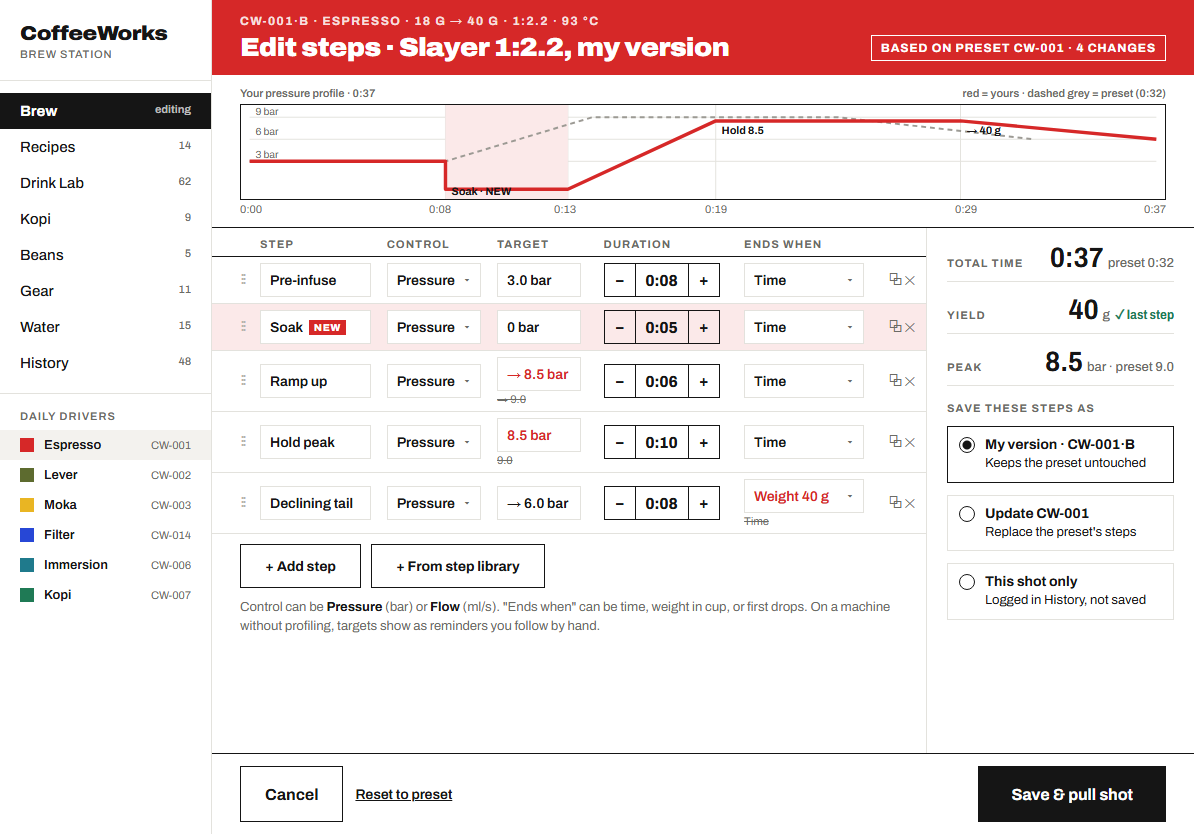 CoffeeWorks
BREW STATION
Brew editing
Recipes 14
Drink Lab 62
Kopi 9
Beans 5
Gear 11
Water 15
History 48
DAILY DRIVERS
Espresso CW-001
Lever CW-002
Moka CW-003
Filter CW-014
Immersion CW-006
Kopi CW-007
CW-001·B · ESPRESSO · 18 G → 40 G · 1:2.2 · 93 °C
Edit steps · Slayer 1:2.2, my version
BASED ON PRESET CW-001 · 4 CHANGES
Your pressure profile · 0:37
red = yours · dashed grey = preset (0:32)
9 bar
6 bar
3 bar
Soak · NEW
Hold 8.5
→ 40 g
0:00 0:08 0:13 0:19 0:29 0:37
STEP CONTROL TARGET DURATION ENDS WHEN
Pre-infuse Pressure 3.0 bar − 0:08 + Time
Soak NEW Pressure 0 bar − 0:05 + Time
Ramp up Pressure → 8.5 bar − 0:06 + Time
→ 9.0
Hold peak Pressure 8.5 bar − 0:10 + Time
9.0
Declining tail Pressure → 6.0 bar − 0:08 + Weight 40 g
Time
+ Add step
+ From step library
Control can be Pressure (bar) or Flow (ml/s). "Ends when" can be time, weight in cup, or first drops. On a machine
without profiling, targets show as reminders you follow by hand.
TOTAL TIME 0:37 preset 0:32
YIELD 40 g ✓ last step
PEAK 8.5 bar · preset 9.0
SAVE THESE STEPS AS
My version · CW-001·B
Keeps the preset untouched
Update CW-001
Replace the preset's steps
This shot only
Logged in History, not saved
Cancel
Reset to preset
Save & pull shot